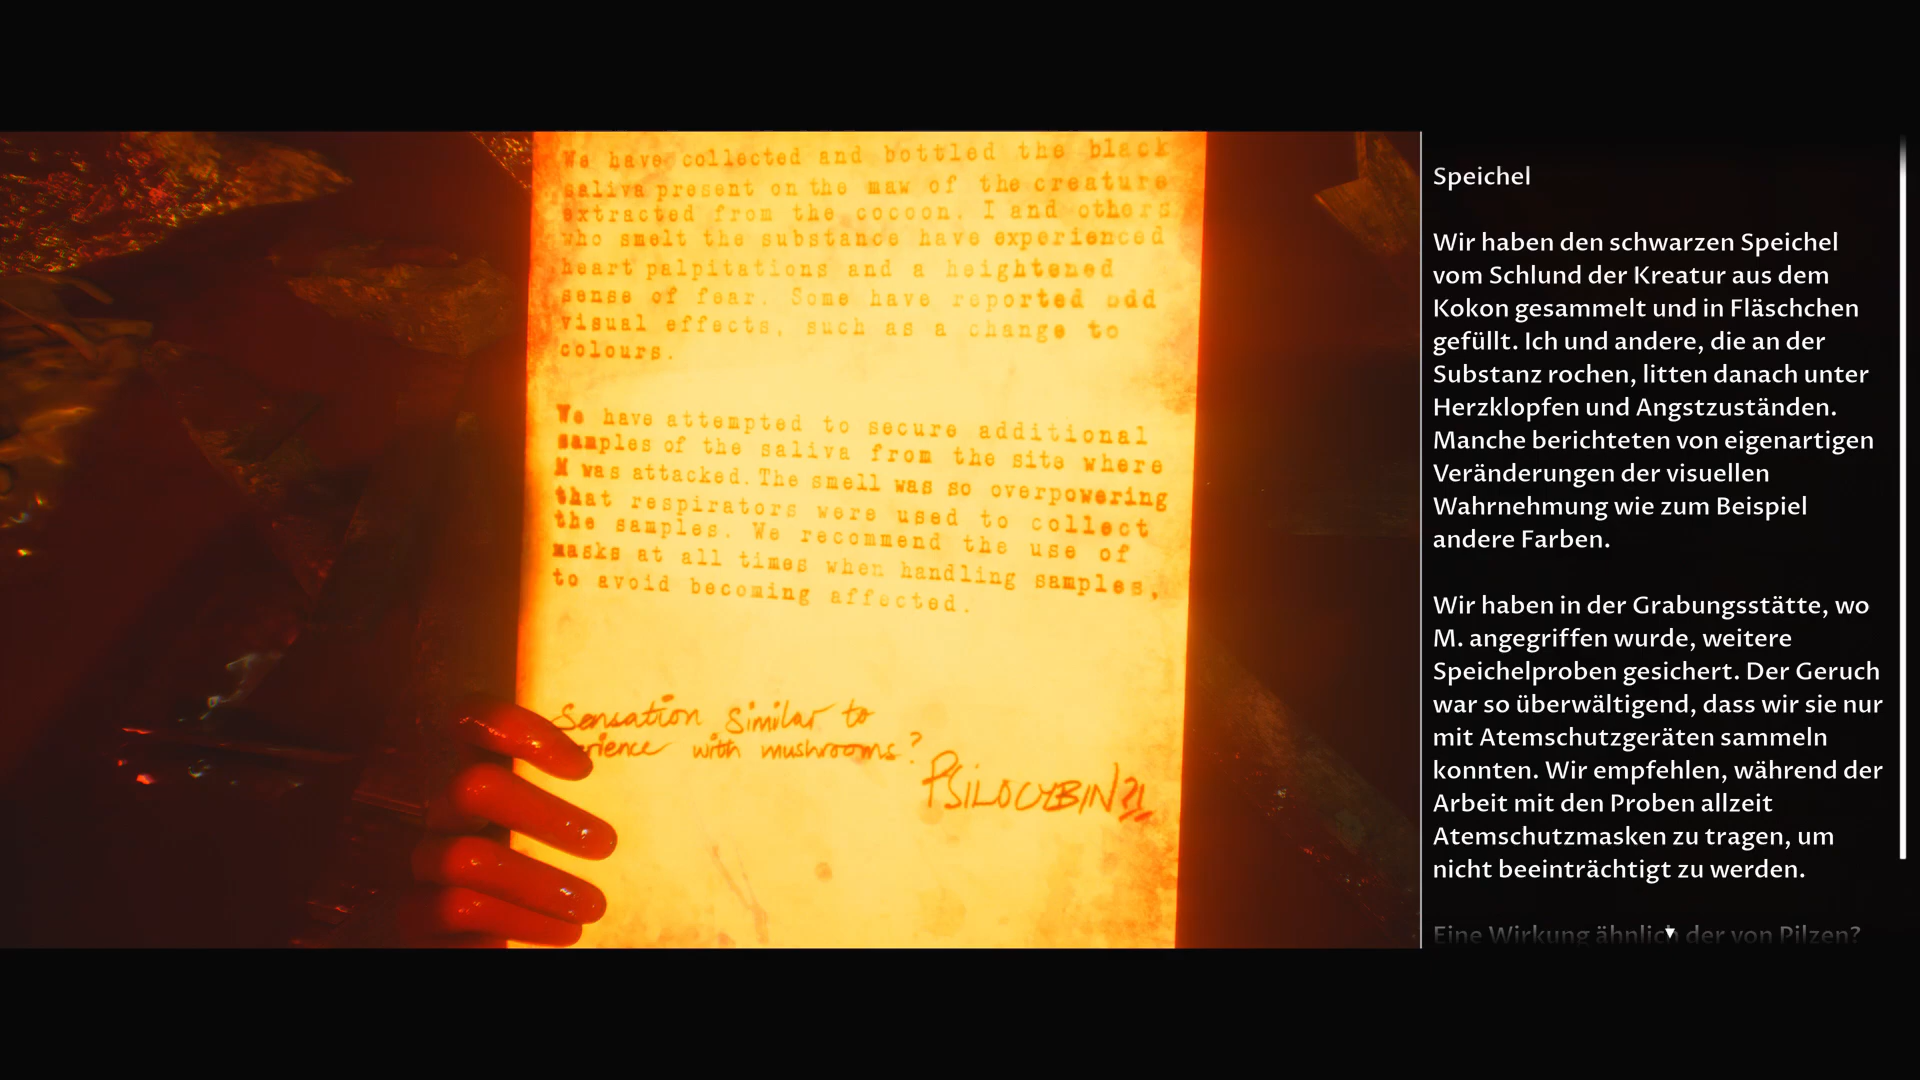 We have collected and bottled the black
saliva present on the maw of the creature
extracted from the cocoon. I and others
who smelt the substance have experienced
heart palpitations and a heightened
sense of fear. Some have reported odd
visual effects, such as a change to
colours.
We have attempted to secure additional
samples of the saliva from the site where
M was attacked. The smell was so overpowering
that respirators were used to collect
the samples. We recommend the use of
masks at all times when handling samples,
to avoid becoming affected.
Sensation Similar to
with mushrooms?
PSILOCYBIN?!
Speichel
Wir haben den schwarzen Speichel
vom Schlund der Kreatur aus dem
Kokon gesammelt und in Fläschchen
gefüllt. Ich und andere, die an der
Substanz rochen, litten danach unter
Herzklopfen und Angstzuständen.
Manche berichteten von eigenartigen
Veränderungen der visuellen
Wahrnehmung wie zum Beispiel
andere Farben.
Wir haben in der Grabungsstätte, wo
M. angegriffen wurde, weitere
Speichelproben gesichert. Der Geruch
war so überwältigend, dass wir sie nur
mit Atemschutzgeräten sammeln
konnten. Wir empfehlen, während der
Arbeit mit den Proben allzeit
Atemschutzmasken zu tragen, um
nicht beeinträchtigt zu werden.
Eine Wirkung ähnlich der von Pilzen?